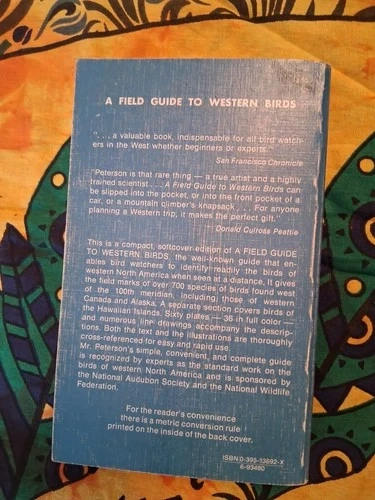 A FIELD GUIDE TO WESTERN BIRDS
". . . a valuable book, indispensable for all bird watch-
ers in the West whether beginners or experts."
San Francisco Chronicle
"Peterson is that rare thing — a true artist and a highly
trained scientist . . . A Field Guide to Western Birds can
be slipped into the pocket, or into the front pocket of a
car, or a mountain climber's knapsack . . . For anyone
planning a Western trip, it makes the perfect gift."
Donald Culross Peattie
This is a compact, softcover edition of A FIELD GUIDE
TO WESTERN BIRDS, the well-known guide that en-
ables bird watchers to identify readily the birds of
western North America when seen at a distance. It gives
the field marks of over 700 species of birds found west
of the 100th meridian, including those of western
Canada and Alaska. A separate section covers birds of
the Hawaiian Islands. Sixty plates — 36 in full color —
and numerous line drawings accompany the descrip-
tions. Both the text and the illustrations are thoroughly
cross-referenced for easy and rapid use.
Mr. Peterson's simple, convenient, and complete guide
is recognized by experts as the standard work on the
birds of western North America and is sponsored by
the National Audubon Society and the National Wildlife
Federation.
For the reader's convenience
there is a metric conversion rule
printed on the inside of the back cover.
ISBN 0-395-13692-X
6-93460